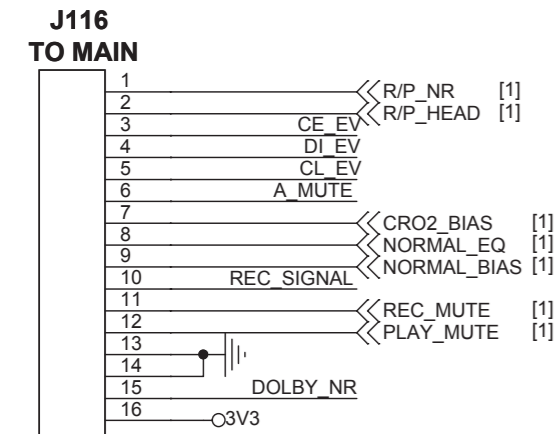 J116
TO MAIN
1 R/P_NR [1]
2 R/P_HEAD [1]
3 CE_EV
4 DI_EV
5 CL_EV
6 A_MUTE
7 CRO2_BIAS [1]
8 NORMAL_EQ [1]
9 NORMAL_BIAS [1]
10 REC_SIGNAL
11 REC_MUTE [1]
12 PLAY_MUTE [1]
13
14
15 DOLBY_NR
16 3V3